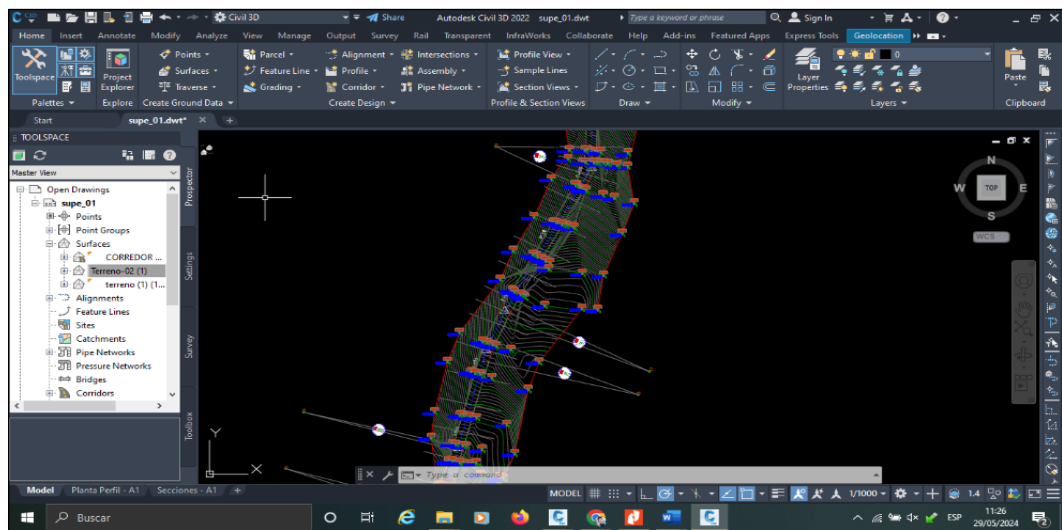 Civil 3D Share Autodesk Civil 3D 2022 supe_01.dwt Type a keyword or phrase Sign In
Home Insert Annotate Modify Analyze View Manage Output Survey Rail Transparent InfraWorks Collaborate Help Add-ins Featured Apps Express Tools Geolocation
Points Parcel Alignment Intersections Profile View 0
Surfaces Feature Line Profile Assembly Sample Lines
Traverse Grading Corridor Pipe Network Section Views
Toolspace
Project Explorer
Layer Properties
Paste
Palettes Explore Create Ground Data Create Design Profile & Section Views Draw Modify Layers Clipboard
Start supe_01.dwt*
TOOLSPACE
Master View
Open Drawings
supe_01
Points
Point Groups
Surfaces
CORREDOR ...
Terreno-02 (1)
terreno (1) (1...
Alignments
Feature Lines
Sites
Catchments
Pipe Networks
Pressure Networks
Bridges
Corridors
Prospector
Settings
Survey
Toolbox
N
W TOP E
S
WCS
Y
X
Type a command
Model Planta Perfil - A1 Secciones - A1 +
MODEL 1/1000 1.4
Buscar
ESP
11:26
29/05/2024